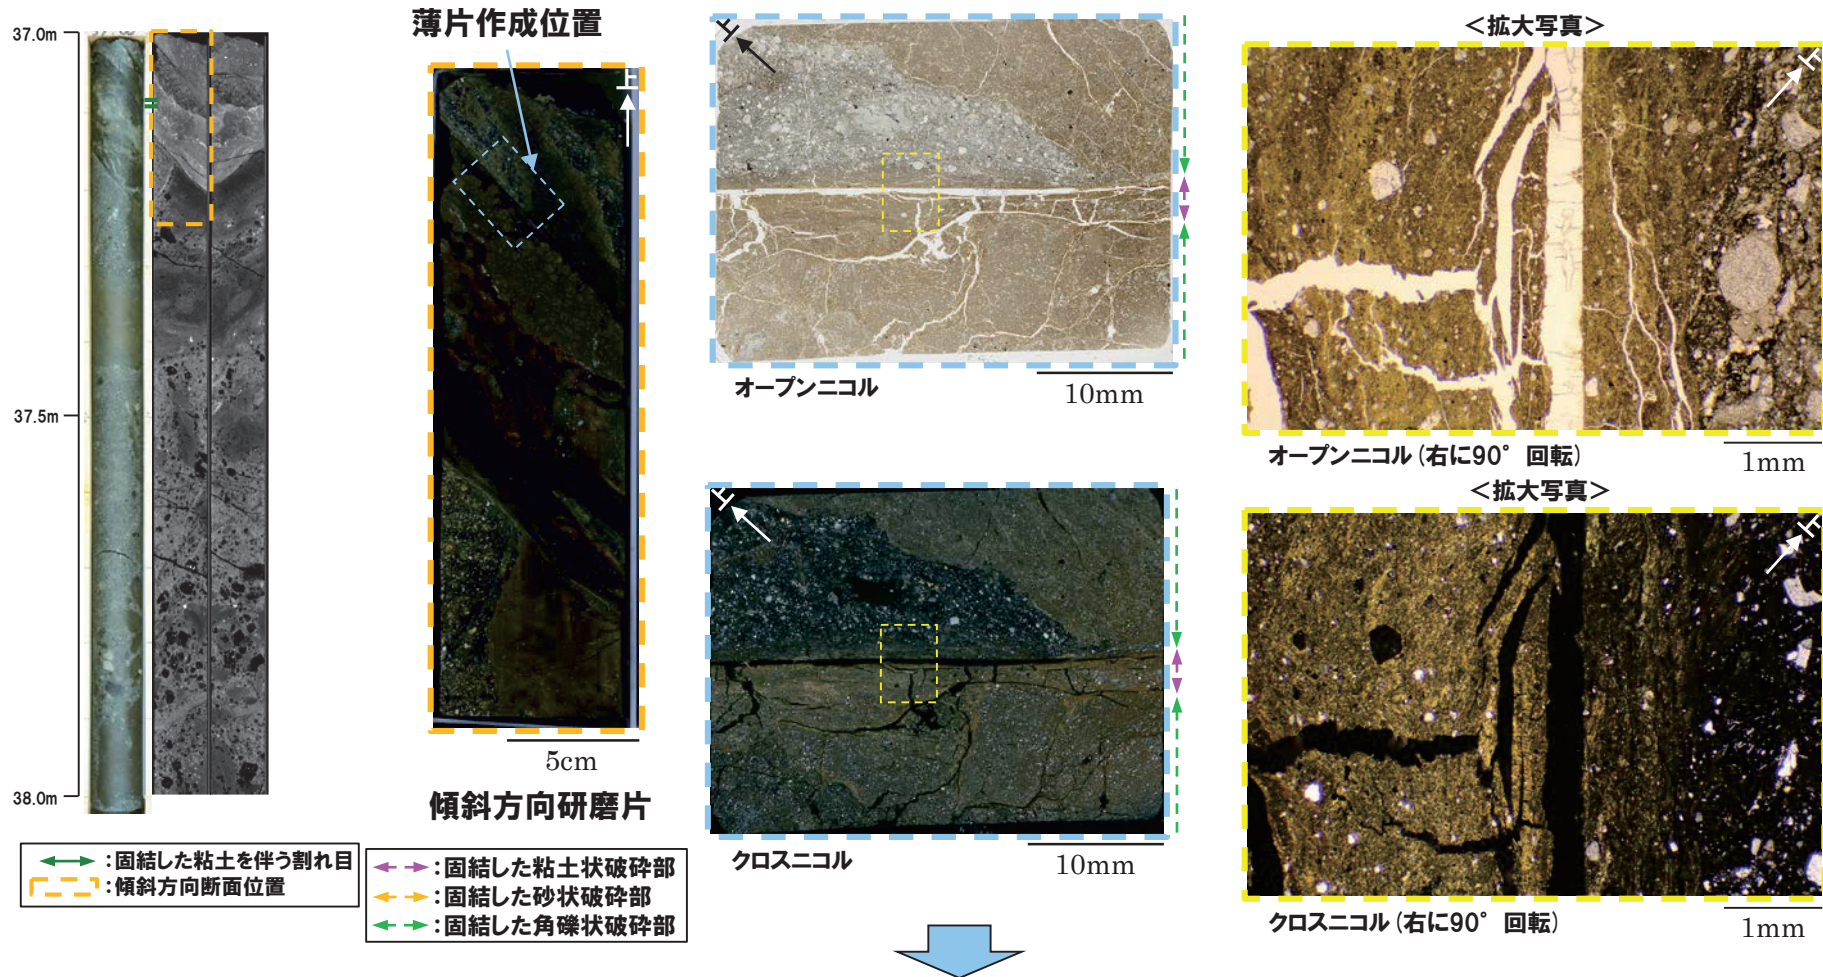 37.0m
37.5m
38.0m
:固結した粘土を伴う割れ目
:傾斜方向断面位置
薄片作成位置
上
5cm
傾斜方向研磨片
:固結した粘土状破砕部
:固結した砂状破砕部
:固結した角礫状破砕部
上
オープンニコル
10mm
上
クロスニコル
10mm
<拡大写真>
上
オープンニコル (右に90° 回転)
1mm
<拡大写真>
上
クロスニコル (右に90° 回転)
1mm